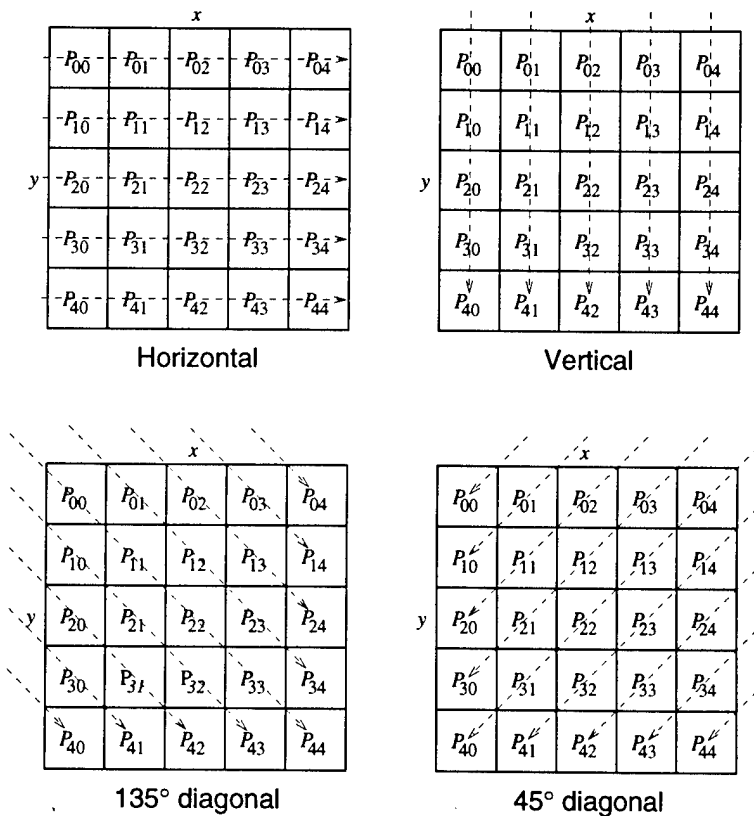 x x
P00 P01 P02 P03 P04 P00 P01 P02 P03 P04
P10 P11 P12 P13 P14 P10 P11 P12 P13 P14
y P20 P21 P22 P23 P24 y P20 P21 P22 P23 P24
P30 P31 P32 P33 P34 P30 P31 P32 P33 P34
P40 P41 P42 P43 P44 P40 P41 P42 P43 P44
Horizontal Vertical
x x
P00 P01 P02 P03 P04 P00 P01 P02 P03 P04
P10 P11 P12 P13 P14 P10 P11 P12 P13 P14
y P20 P21 P22 P23 P24 y P20 P21 P22 P23 P24
P30 P31 P32 P33 P34 P30 P31 P32 P33 P34
P40 P41 P42 P43 P44 P40 P41 P42 P43 P44
135° diagonal 45° diagonal